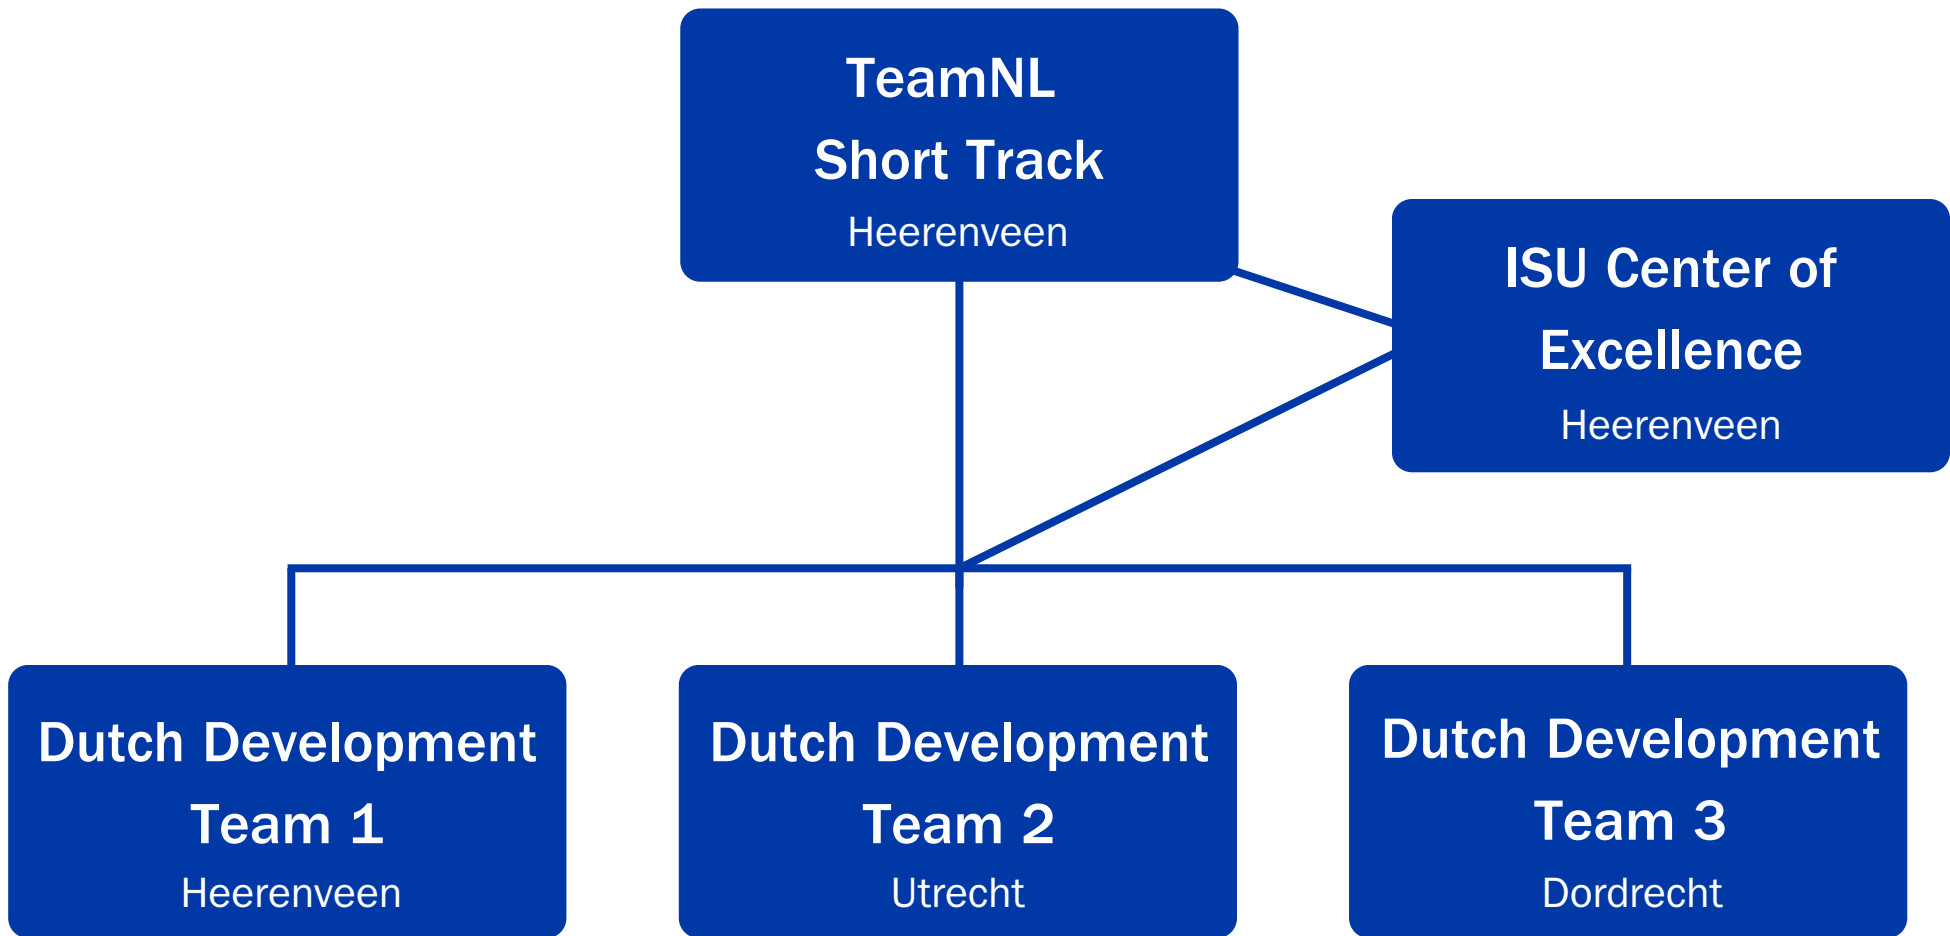 TeamNL
Short Track
Heerenveen
ISU Center of
Excellence
Heerenveen
Dutch Development
Team 1
Heerenveen
Dutch Development
Team 2
Utrecht
Dutch Development
Team 3
Dordrecht